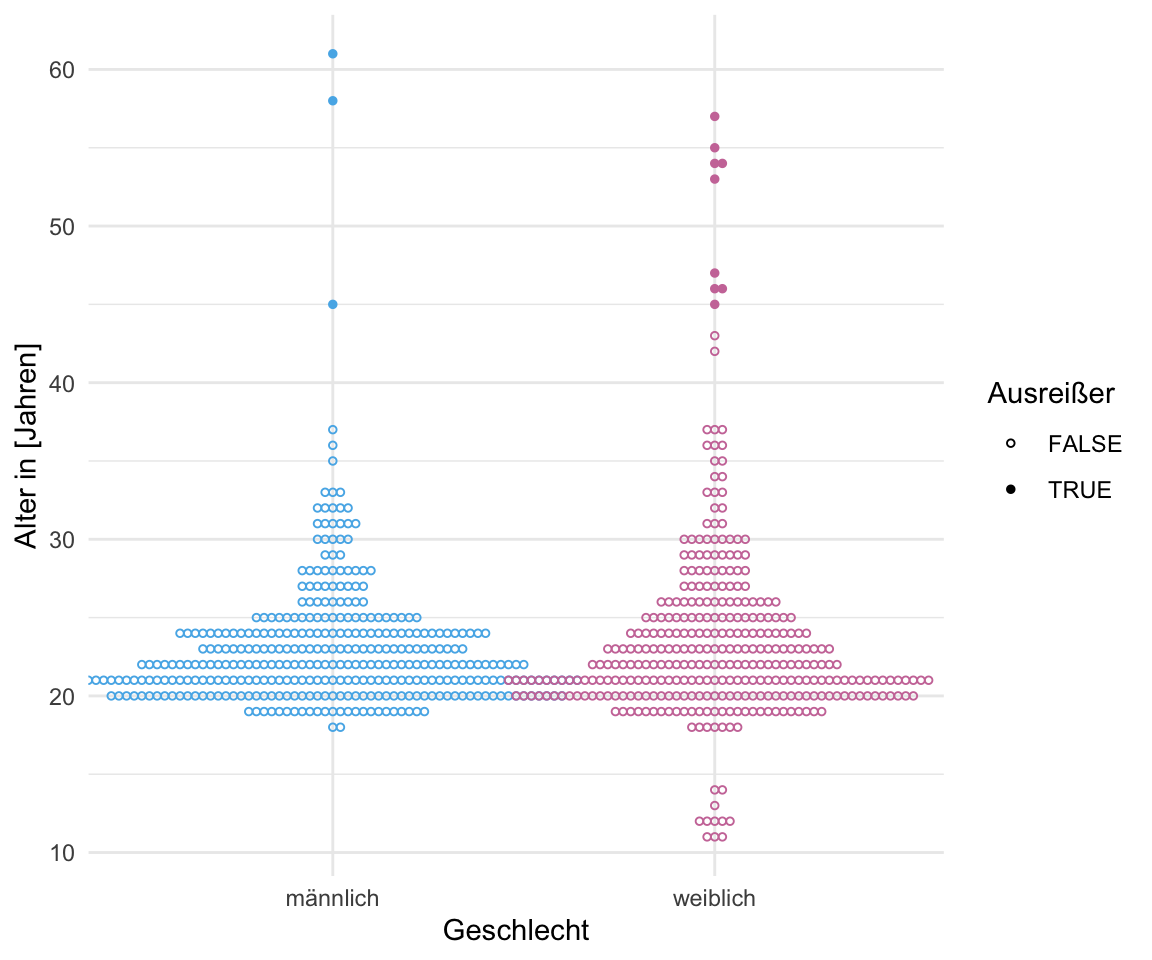 60
50
40
30
20
10
Alter in [Jahren]
männlich
weiblich
Geschlecht
Ausreißer
FALSE
TRUE